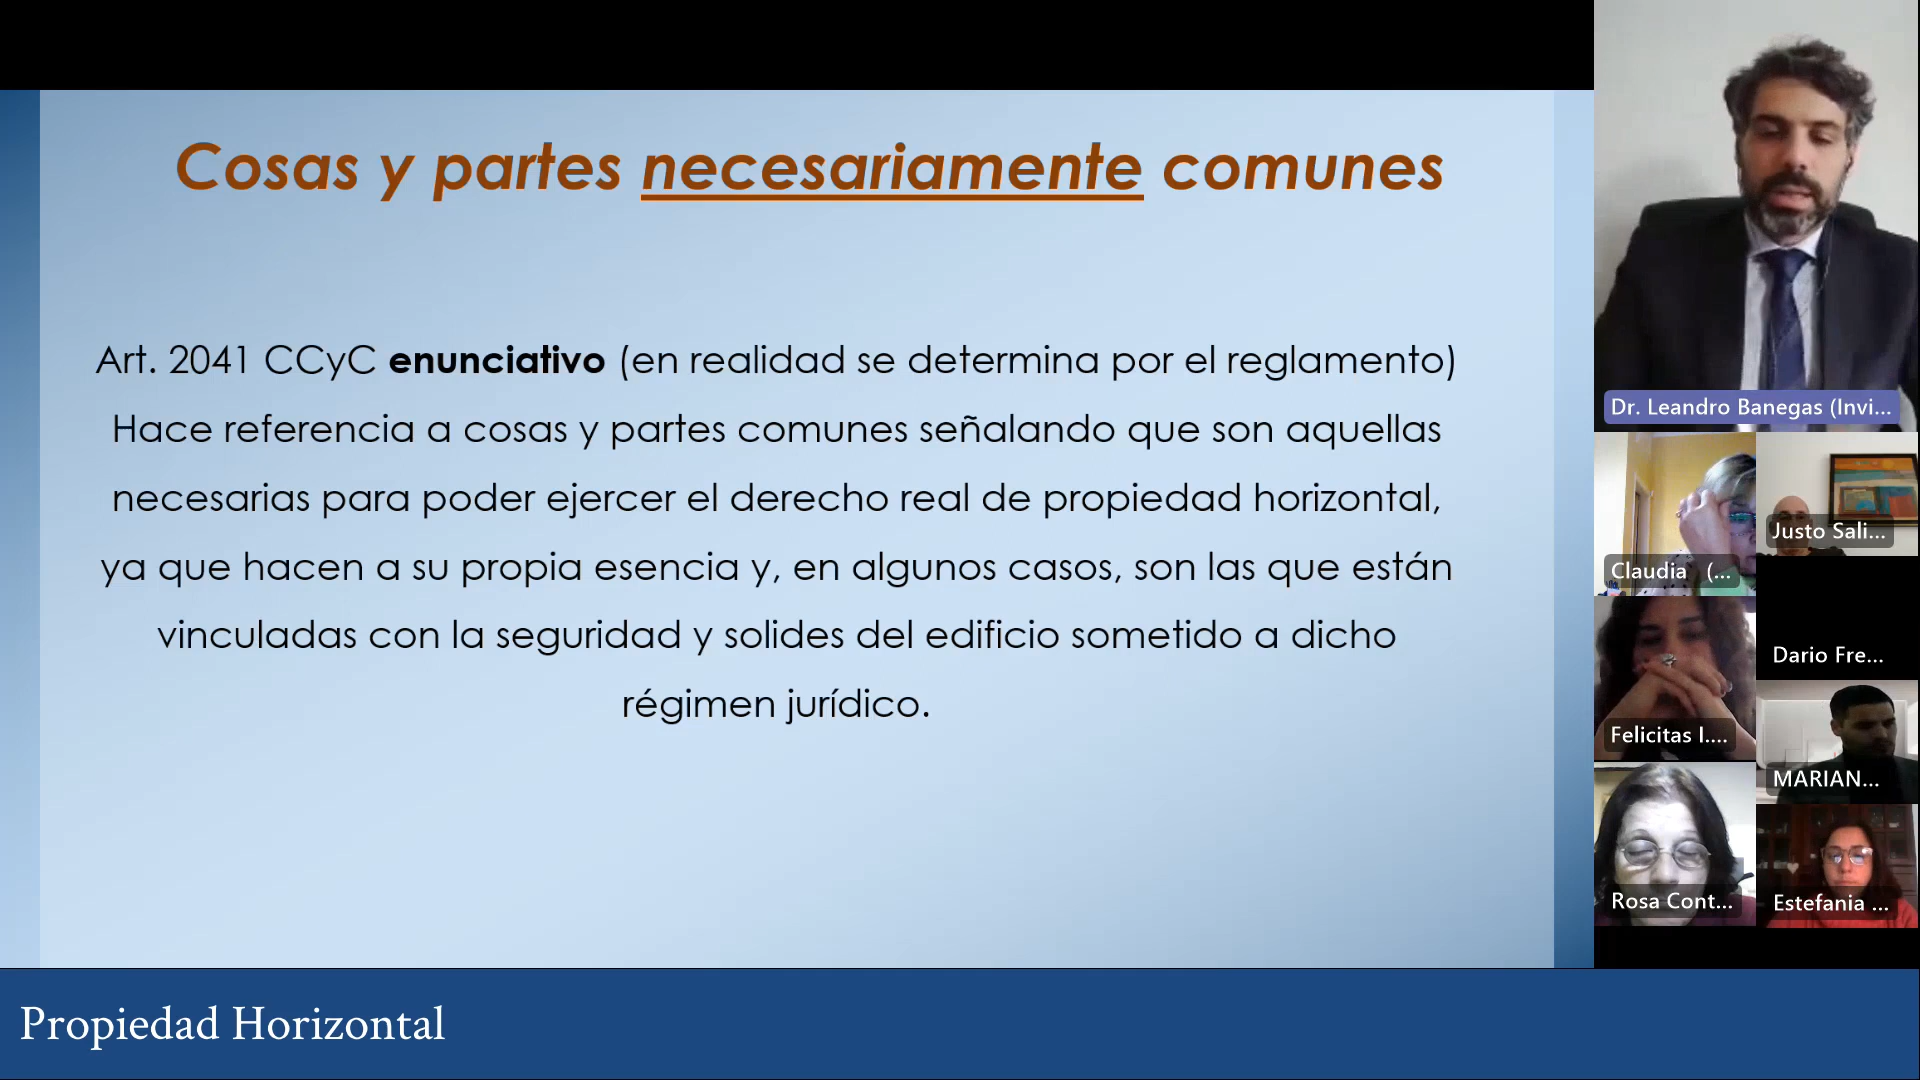 Cosas y partes necesariamente comunes
Art. 2041 CCyC enunciativo (en realidad se determina por el reglamento)
Hace referencia a cosas y partes comunes señalando que son aquellas
necesarias para poder ejercer el derecho real de propiedad horizontal,
ya que hacen a su propia esencia y, en algunos casos, son las que están
vinculadas con la seguridad y solides del edificio sometido a dicho
régimen jurídico.
Dr. Leandro Banegas (Invi...
Claudia (...
Justo Sali...
Dario Fre...
Felicitas I....
MARIAN...
Rosa Cont...
Estefania ...
Propiedad Horizontal